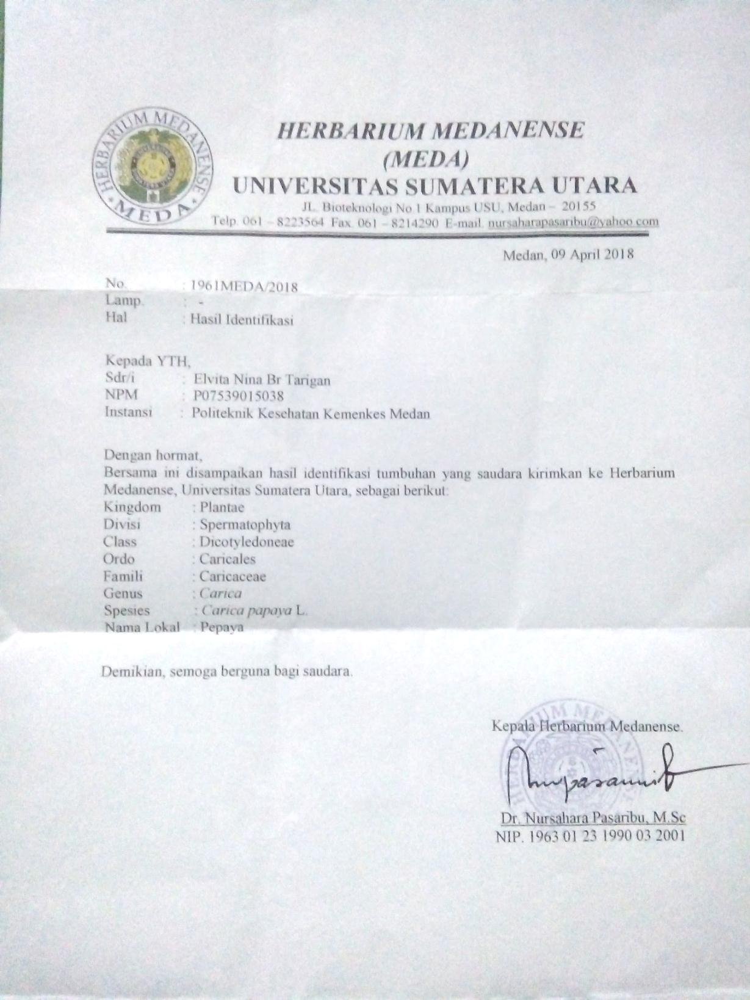 HERBARIUM MEDANENSE
MEDA
HERBARIUM MEDANENSE
(MEDA)
UNIVERSITAS SUMATERA UTARA
JL. Bioteknologi No 1 Kampus USU, Medan – 20155
Telp. 061 – 8223564 Fax. 061 – 8214290 E-mail. nursaharapasaribu@yahoo.com
Medan, 09 April 2018
No. : 1961MEDA/2018
Lamp. : -
Hal : Hasil Identifikasi
Kepada YTH,
Sdr/i : Elvita Nina Br Tarigan
NPM : P07539015038
Instansi : Politeknik Kesehatan Kemenkes Medan
Dengan hormat,
Bersama ini disampaikan hasil identifikasi tumbuhan yang saudara kirimkan ke Herbarium
Medanense, Universitas Sumatera Utara, sebagai berikut:
Kingdom : Plantae
Divisi : Spermatophyta
Class : Dicotyledoneae
Ordo : Caricales
Famili : Caricaceae
Genus : Carica
Spesies : Carica papaya L.
Nama Lokal : Pepaya
Demikian, semoga berguna bagi saudara.
Kepala Herbarium Medanense.
HERBARIUM MEDANEN
Dr. Nursahara Pasaribu, M.Sc
NIP. 1963 01 23 1990 03 2001